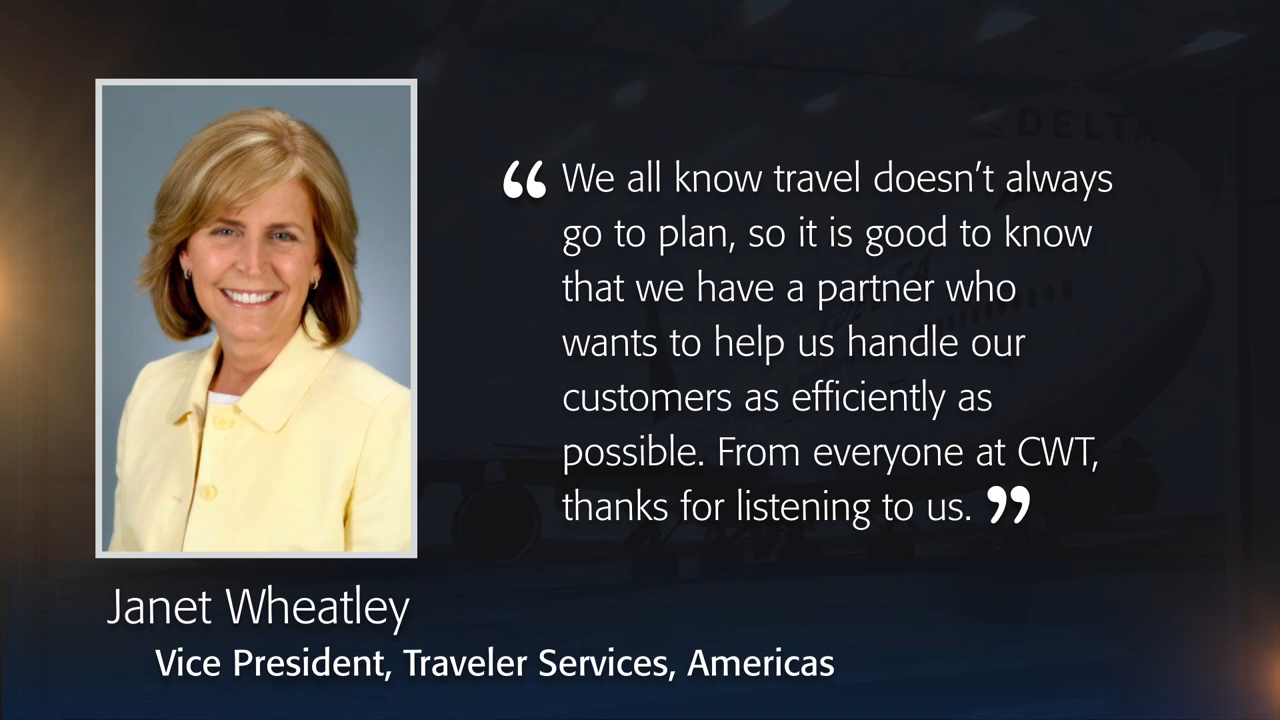 DELTA
“ We all know travel doesn’t always
go to plan, so it is good to know
that we have a partner who
wants to help us handle our
customers as efficiently as
possible. From everyone at CWT,
thanks for listening to us. ”
Janet Wheatley
Vice President, Traveler Services, Americas